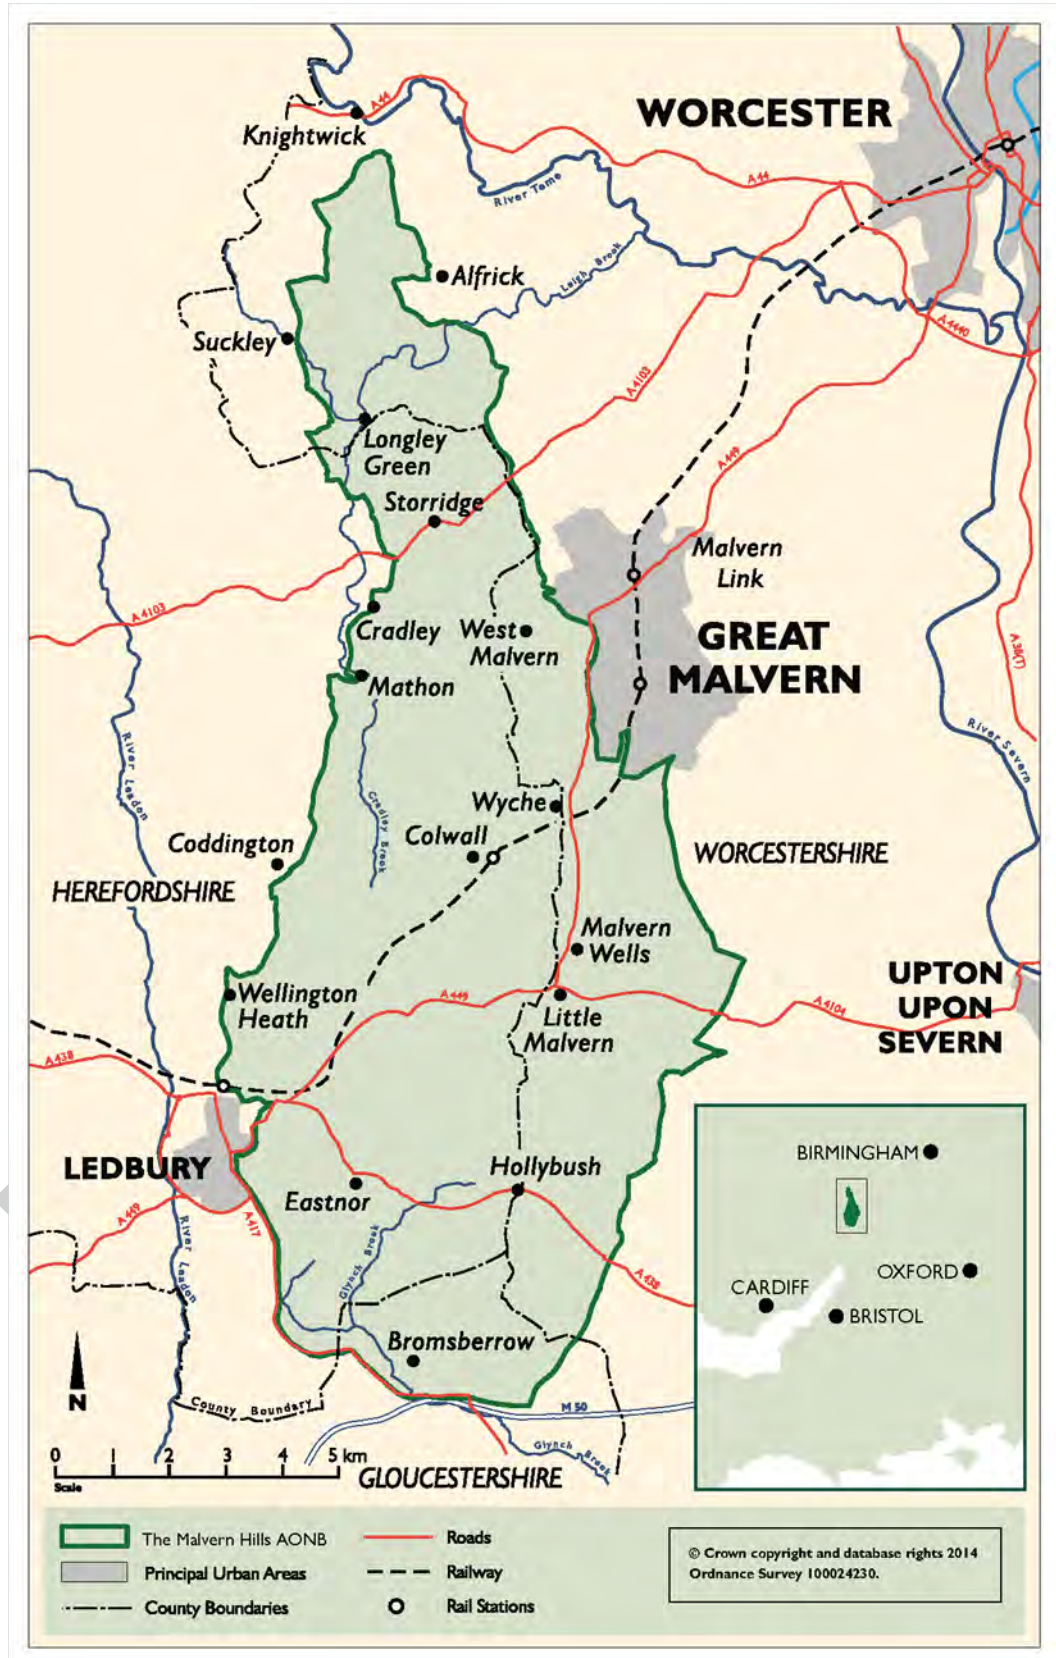 WORCESTER
A44
Knightwick
A44
River Teme
Alfrick
Leigh Brook
A4440
Suckley
A4103
Longley
Green
A449
Storridge
Malvern
Link
A4103
Cradley
West
Malvern
GREAT
MALVERN
A38(T)
Mathon
River Severn
River Leadon
Cradley Brook
Wyche
Colwall
Coddington
WORCESTERSHIRE
HEREFORDSHIRE
Malvern
Wells
UPTON
UPON
SEVERN
Wellington
Heath
A449
A4104
Little
Malvern
A438
LEDBURY
Hollybush
Eastnor
A449
A417
River Leadon
Glynch Brook
A438
Bromsberrow
N
County Boundary
M50
Glynch Brook
0 1 2 3 4 5 km
Scale
GLOUCESTERSHIRE
BIRMINGHAM
OXFORD
CARDIFF
BRISTOL
The Malvern Hills AONB
Principal Urban Areas
County Boundaries
Roads
Railway
Rail Stations
© Crown copyright and database rights 2014
Ordnance Survey 100024230.